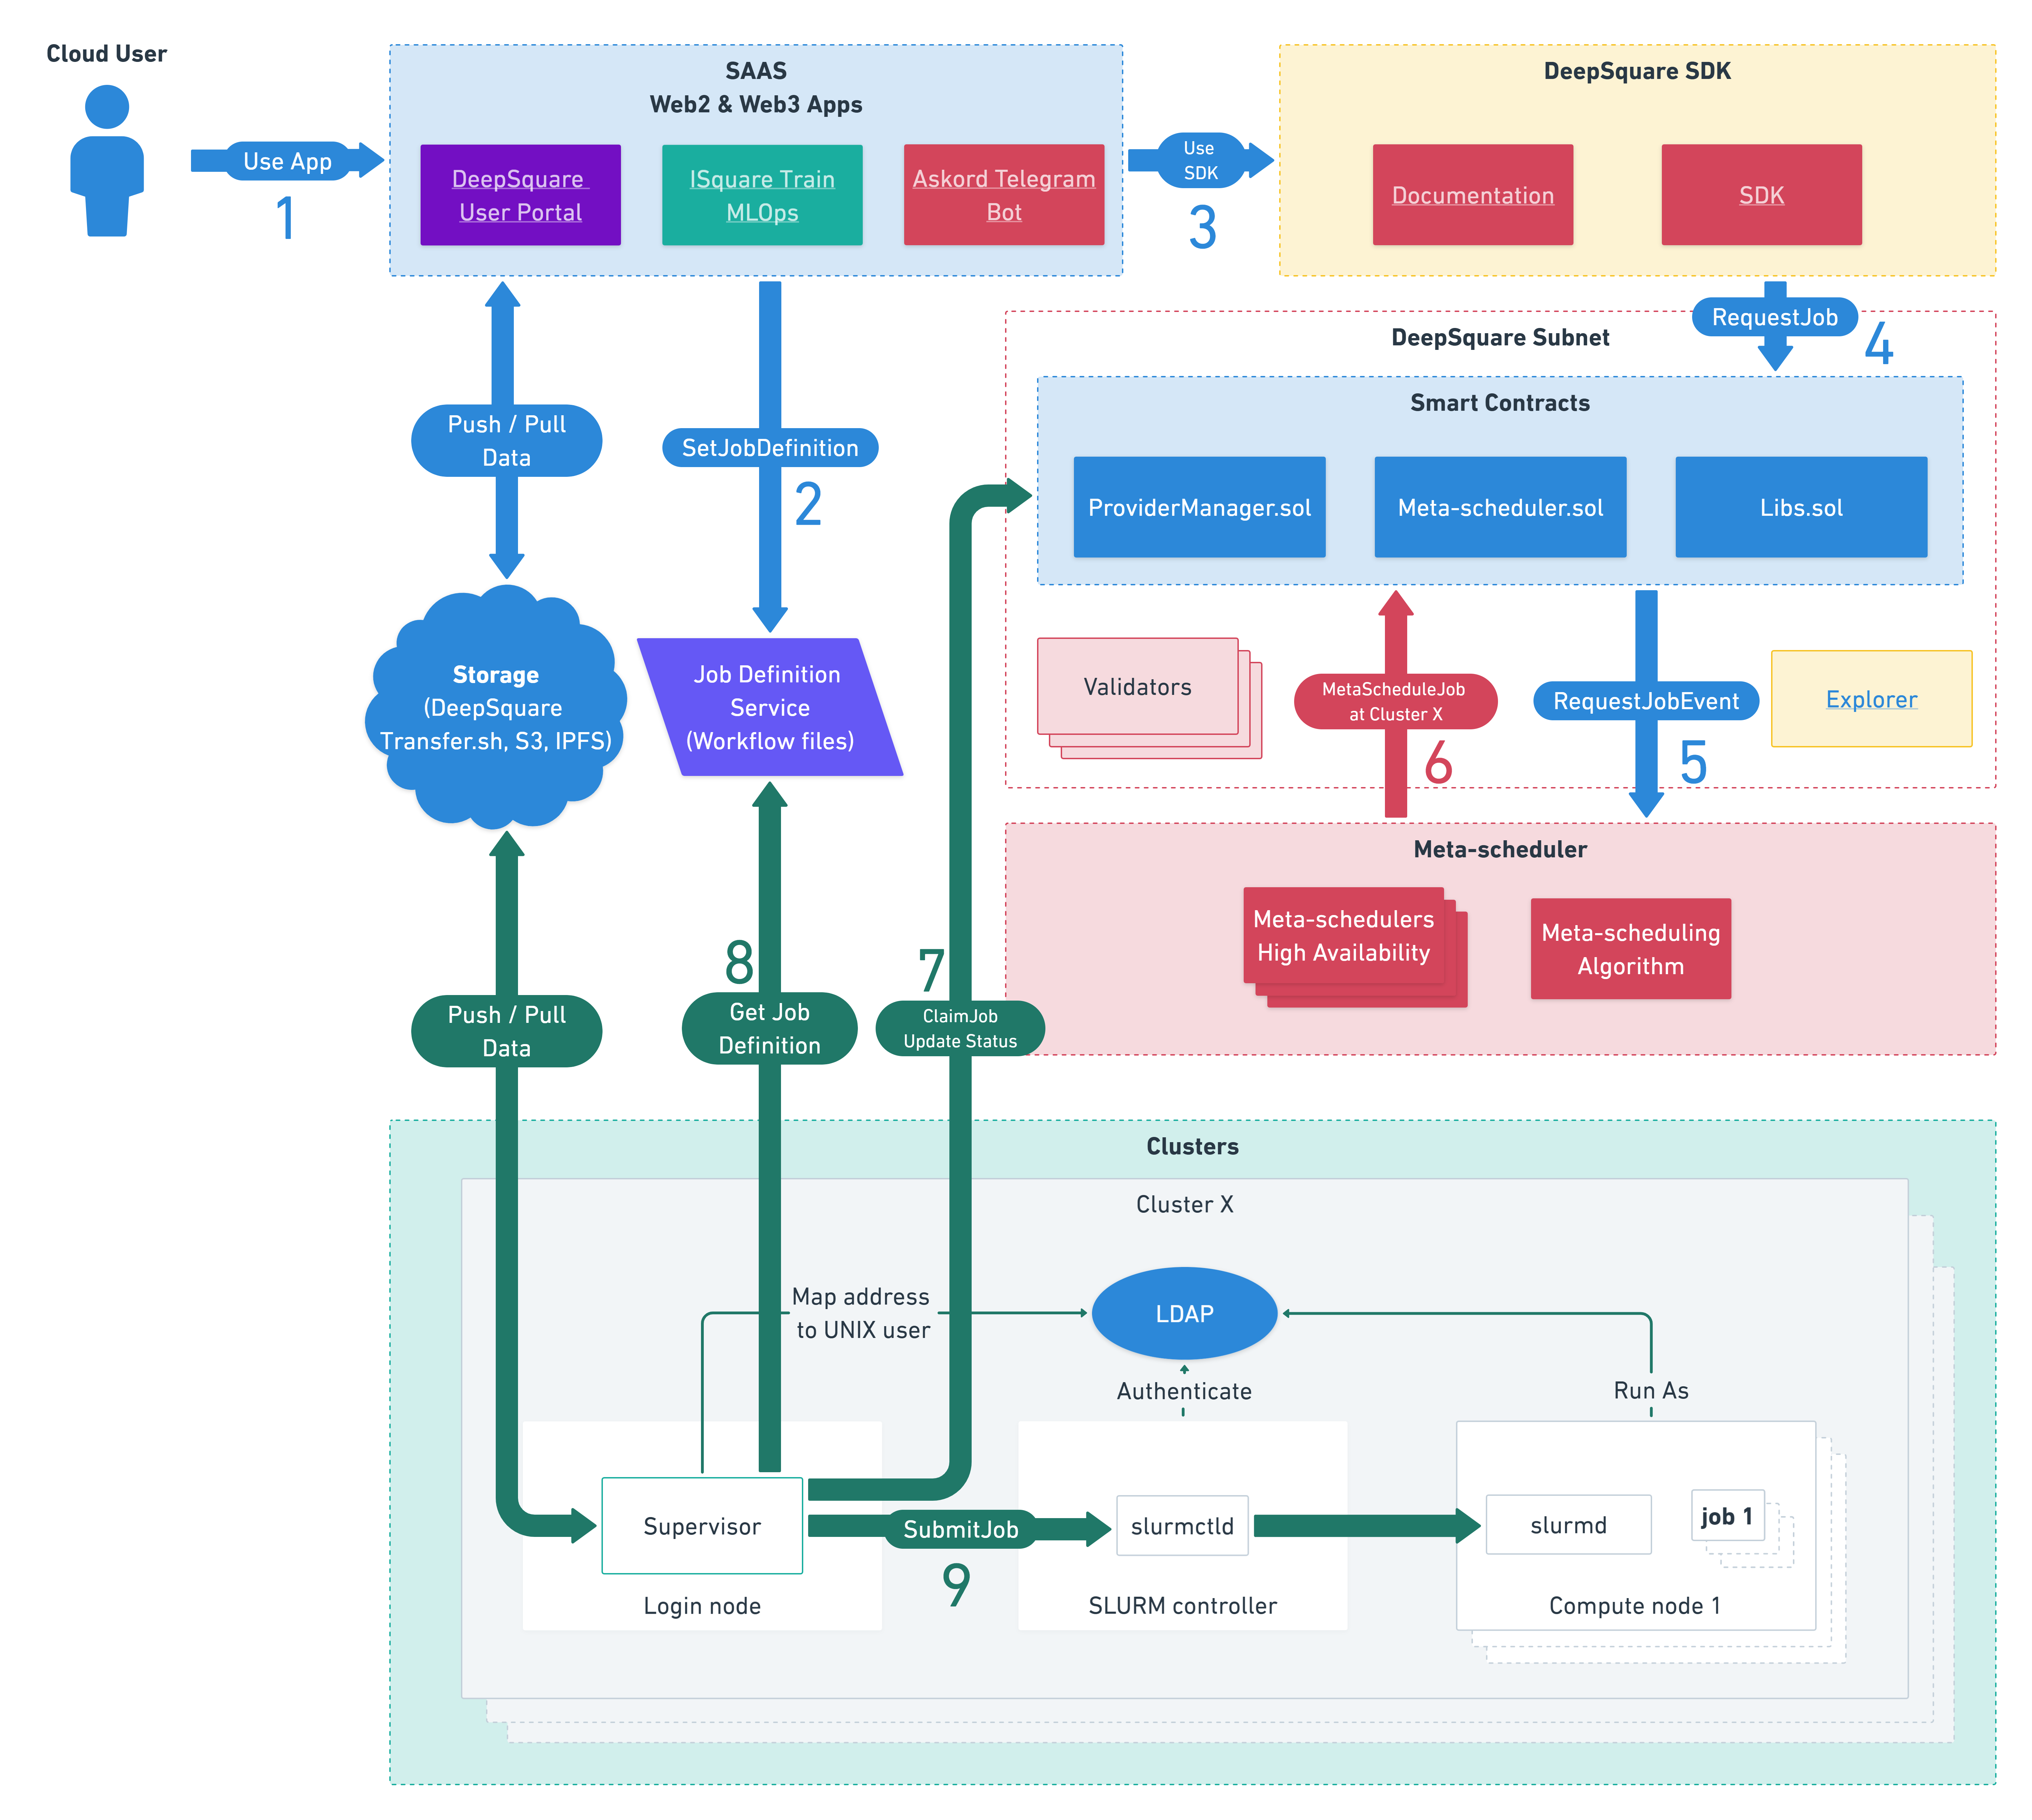 Cloud User
Use App
1
SAAS
Web2 & Web3 Apps
DeepSquare
User Portal
ISquare Train
MLOps
Askord Telegram
Bot
Use
SDK
3
DeepSquare SDK
Documentation
SDK
RequestJob
4
DeepSquare Subnet
Smart Contracts
ProviderManager.sol
Meta-scheduler.sol
Libs.sol
Push / Pull
Data
SetJobDefinition
2
Storage
(DeepSquare
Transfer.sh, S3, IPFS)
Job Definition
Service
(Workflow files)
Validators
MetaScheduleJob
at Cluster X
6
RequestJobEvent
5
Explorer
Meta-scheduler
Meta-schedulers
High Availability
Meta-scheduling
Algorithm
Push / Pull
Data
8
Get Job
Definition
7
ClaimJob
Update Status
Clusters
Cluster X
Map address
to UNIX user
LDAP
Authenticate
Run As
Supervisor
Login node
SubmitJob
9
slurmctld
SLURM controller
slurmd
job 1
Compute node 1